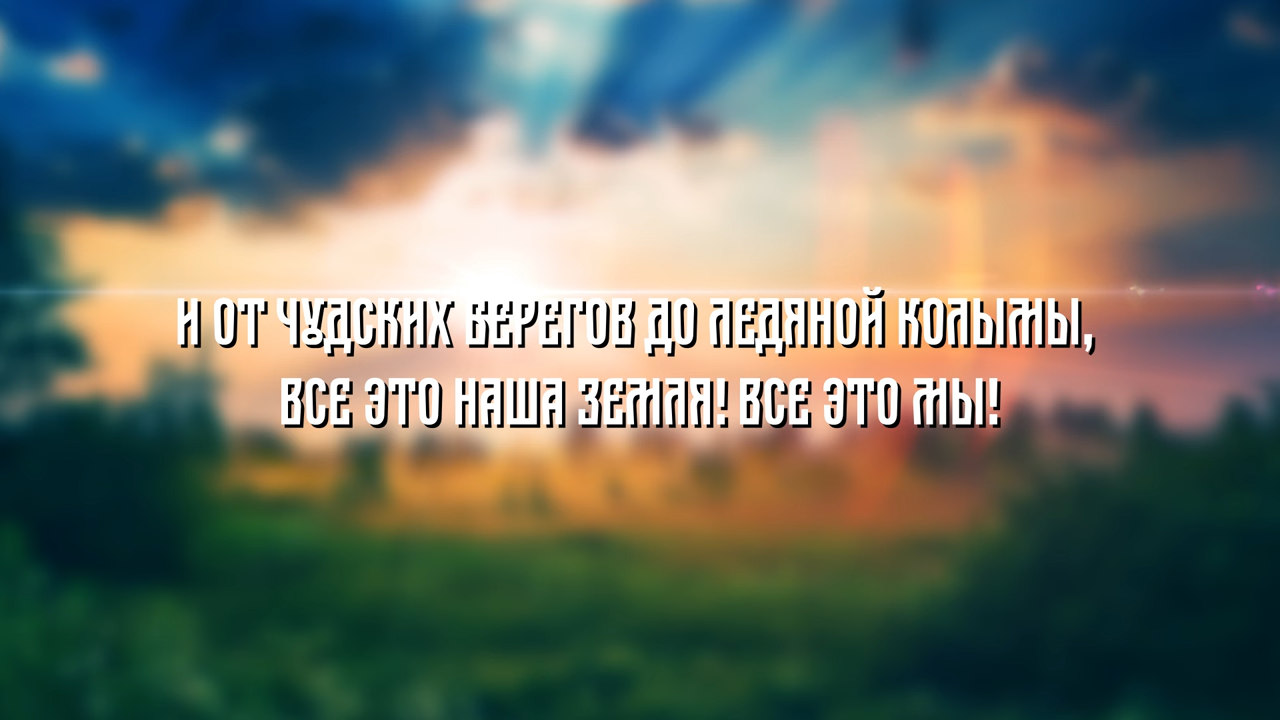 И ОТ ЧУДСКИХ БЕРЕГОВ ДО ЛЕДЯНОЙ КОЛЫМЫ,
ВСЕ ЭТО НАША ЗЕМЛЯ! ВСЕ ЭТО МЫ!